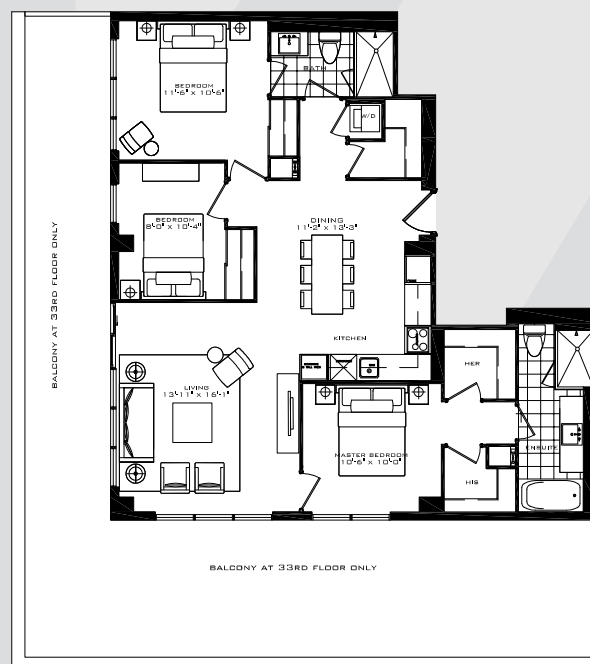 BEDROOM
11'-6" x 10'-6"
BATH
W/D
BEDROOM
8'-0" x 10'-4"
DINING
11'-2" x 13'-3"
BALCONY AT 33RD FLOOR ONLY
KITCHEN
HER
LIVING
13'-11" x 16'-1"
MASTER BEDROOM
10'-6" x 10'-0"
ENSUITE
HIS
BALCONY AT 33RD FLOOR ONLY